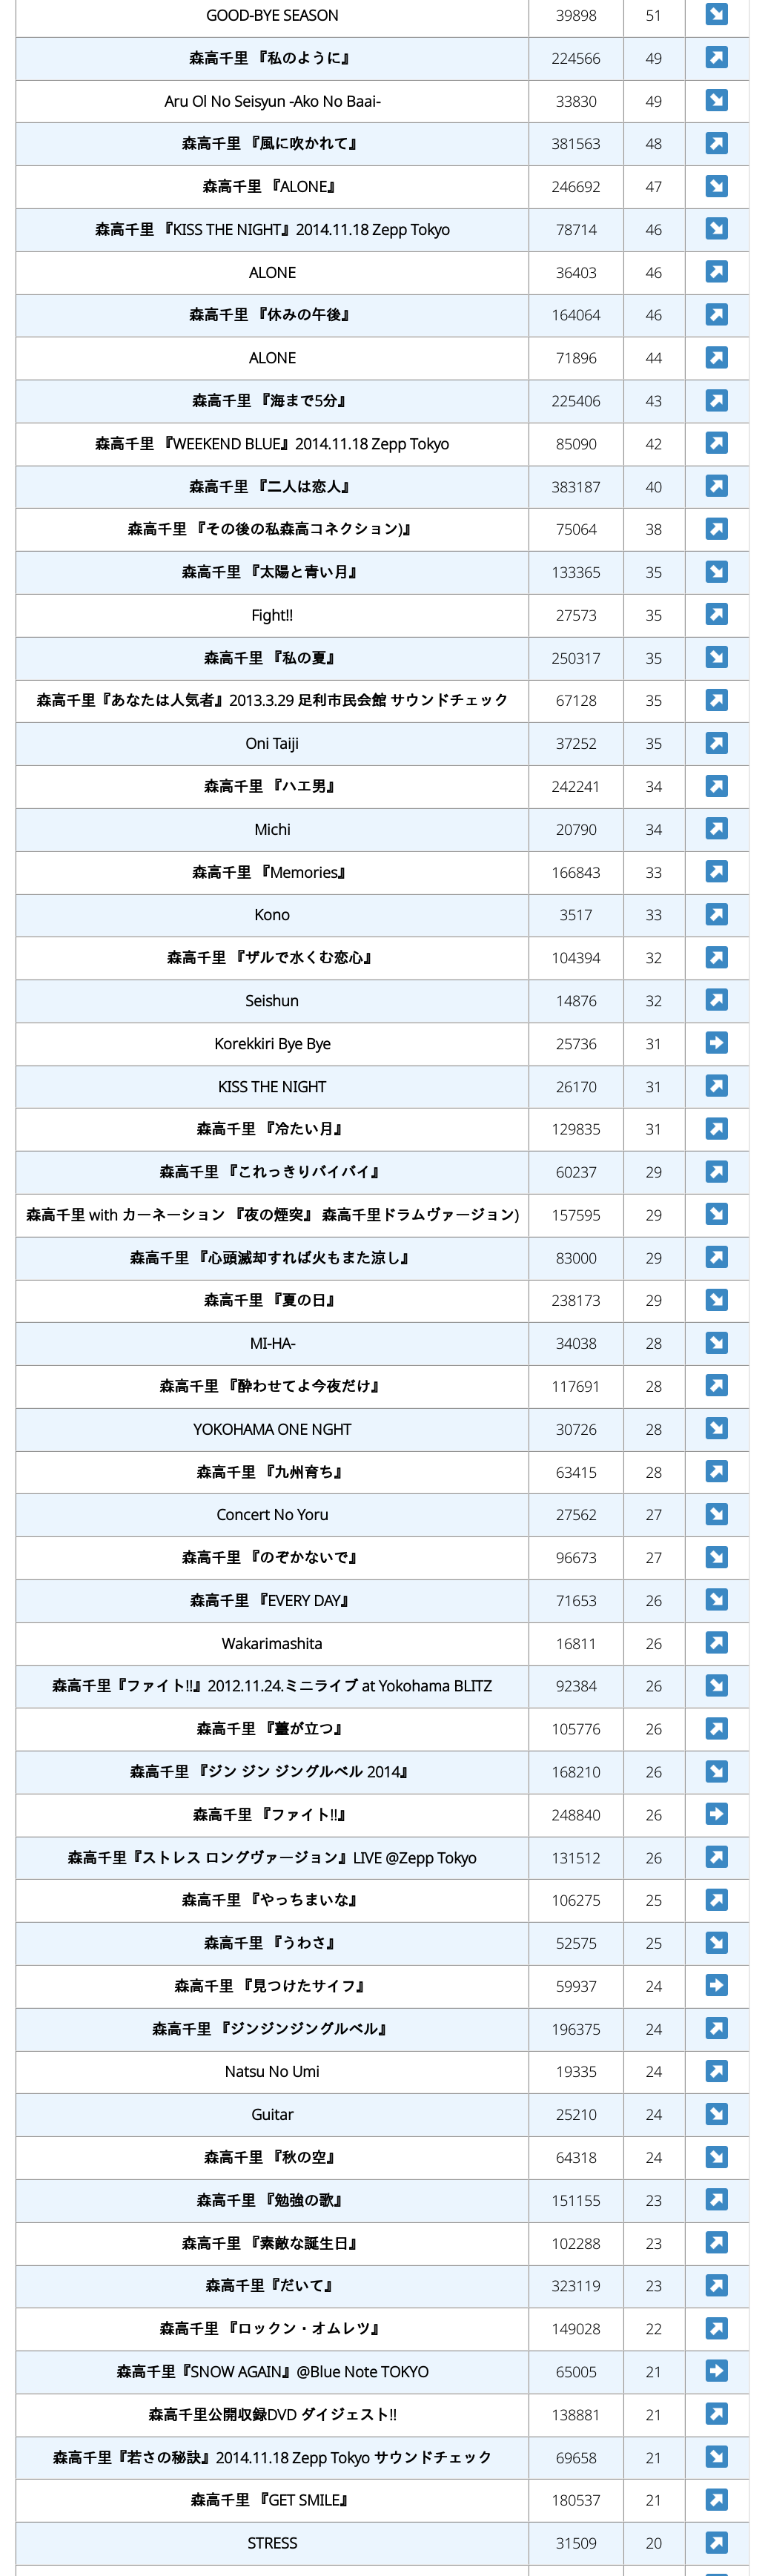 GOOD-BYE SEASON 39898 51
森高千里 『私のように』 224566 49
Aru OI No Seisyun -Ako No Baai- 33830 49
森高千里 『風に吹かれて』 381563 48
森高千里 『ALONE』 246692 47
森高千里 『KISS THE NIGHT』2014.11.18 Zepp Tokyo 78714 46
ALONE 36403 46
森高千里 『休みの午後』 164064 46
ALONE 71896 44
森高千里 『海まで5分』 225406 43
森高千里 『WEEKEND BLUE』2014.11.18 Zepp Tokyo 85090 42
森高千里 『二人は恋人』 383187 40
森高千里 『その後の私森高コネクション)』 75064 38
森高千里 『太陽と青い月』 133365 35
Fight!! 27573 35
森高千里 『私の夏』 250317 35
森高千里『あなたは人気者』2013.3.29 足利市民会館 サウンドチェック 67128 35
Oni Taiji 37252 35
森高千里 『ハエ男』 242241 34
Michi 20790 34
森高千里 『Memories』 166843 33
Kono 3517 33
森高千里 『ザルで水くむ恋心』 104394 32
Seishun 14876 32
Korekkiri Bye Bye 25736 31
KISS THE NIGHT 26170 31
森高千里 『冷たい月』 129835 31
森高千里 『これっきりバイバイ』 60237 29
森高千里 with カーネーション 『夜の煙突』 森高千里ドラムヴァージョン) 157595 29
森高千里 『心頭滅却すれば火もまた涼し』 83000 29
森高千里 『夏の日』 238173 29
MI-HA- 34038 28
森高千里 『酔わせてよ今夜だけ』 117691 28
YOKOHAMA ONE NGHT 30726 28
森高千里 『九州育ち』 63415 28
Concert No Yoru 27562 27
森高千里 『のぞかないで』 96673 27
森高千里 『EVERY DAY』 71653 26
Wakarimashita 16811 26
森高千里『ファイト!!』2012.11.24.ミニライブ at Yokohama BLITZ 92384 26
森高千里 『薹が立つ』 105776 26
森高千里 『ジン ジン ジングルベル 2014』 168210 26
森高千里 『ファイト!!』 248840 26
森高千里『ストレス ロングヴァージョン』LIVE @Zepp Tokyo 131512 26
森高千里 『やっちまいな』 106275 25
森高千里 『うわさ』 52575 25
森高千里 『見つけたサイフ』 59937 24
森高千里 『ジンジンジングルベル』 196375 24
Natsu No Umi 19335 24
Guitar 25210 24
森高千里 『秋の空』 64318 24
森高千里 『勉強の歌』 151155 23
森高千里 『素敵な誕生日』 102288 23
森高千里『だいて』 323119 23
森高千里 『ロックン・オムレツ』 149028 22
森高千里『SNOW AGAIN』@Blue Note TOKYO 65005 21
森高千里公開収録DVD ダイジェスト!! 138881 21
森高千里『若さの秘訣』2014.11.18 Zepp Tokyo サウンドチェック 69658 21
森高千里 『GET SMILE』 180537 21
STRESS 31509 20